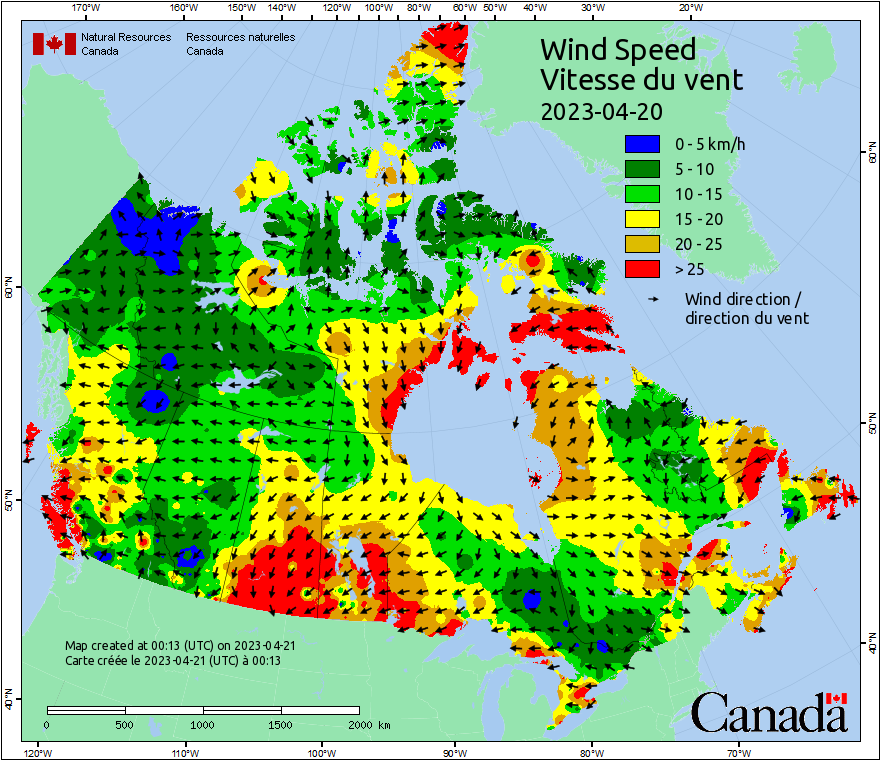 170°W 160°W 150°W 140°W 120°W 100°W 80°W 60°W 50°W 40°W 30°W 20°W
Natural Resources Canada
Ressources naturelles Canada
Wind Speed
Vitesse du vent
2023-04-20
0 - 5 km/h
5 - 10
10 - 15
15 - 20
20 - 25
> 25
Wind direction /
direction du vent
60°N
60°N
50°N
50°N
40°N
40°N
Map created at 00:13 (UTC) on 2023-04-21
Carte créée le 2023-04-21 (UTC) à 00:13
0 500 1000 1500 2000 km
Canada
120°W 110°W 100°W 90°W 80°W 70°W